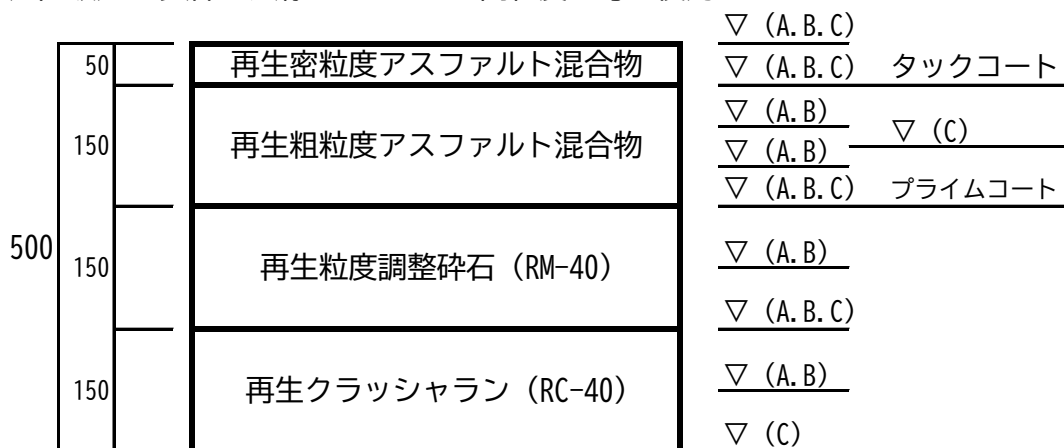 ▽ (A.B.C)
50
再生密粒度アスファルト混合物
▽ (A.B.C) タックコート
▽ (A.B)
150
再生粗粒度アスファルト混合物
▽ (C)
▽ (A.B)
▽ (A.B.C) プライムコート
500
150
再生粒度調整砕石 (RM-40)
▽ (A.B)
▽ (A.B.C)
150
再生クラッシャラン (RC-40)
▽ (A.B)
▽ (C)